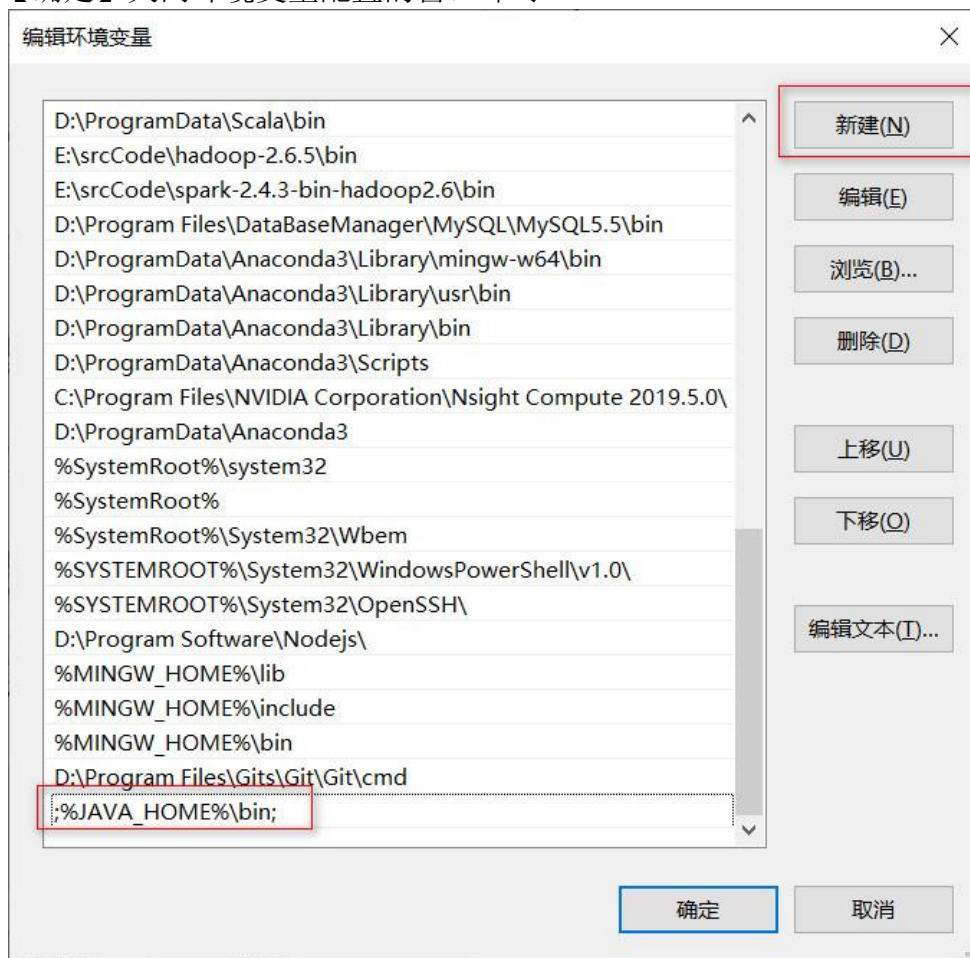 编辑环境变量
D:\ProgramData\Scala\bin
E:\srcCode\hadoop-2.6.5\bin
E:\srcCode\spark-2.4.3-bin-hadoop2.6\bin
D:\Program Files\DataBaseManager\MySQL\MySQL5.5\bin
D:\ProgramData\Anaconda3\Library\mingw-w64\bin
D:\ProgramData\Anaconda3\Library\usr\bin
D:\ProgramData\Anaconda3\Library\bin
D:\ProgramData\Anaconda3\Scripts
C:\Program Files\NVIDIA Corporation\Nsight Compute 2019.5.0\
D:\ProgramData\Anaconda3
%SystemRoot%\system32
%SystemRoot%
%SystemRoot%\System32\Wbem
%SYSTEMROOT%\System32\WindowsPowerShell\v1.0\
%SYSTEMROOT%\System32\OpenSSH\
D:\Program Software\Nodejs\
%MINGW_HOME%\lib
%MINGW_HOME%\include
%MINGW_HOME%\bin
D:\Program Files\Gits\Git\Git\cmd
;%JAVA_HOME%\bin;
新建(N)
编辑(E)
浏览(B)...
删除(D)
上移(U)
下移(O)
编辑文本(T)...
确定
取消